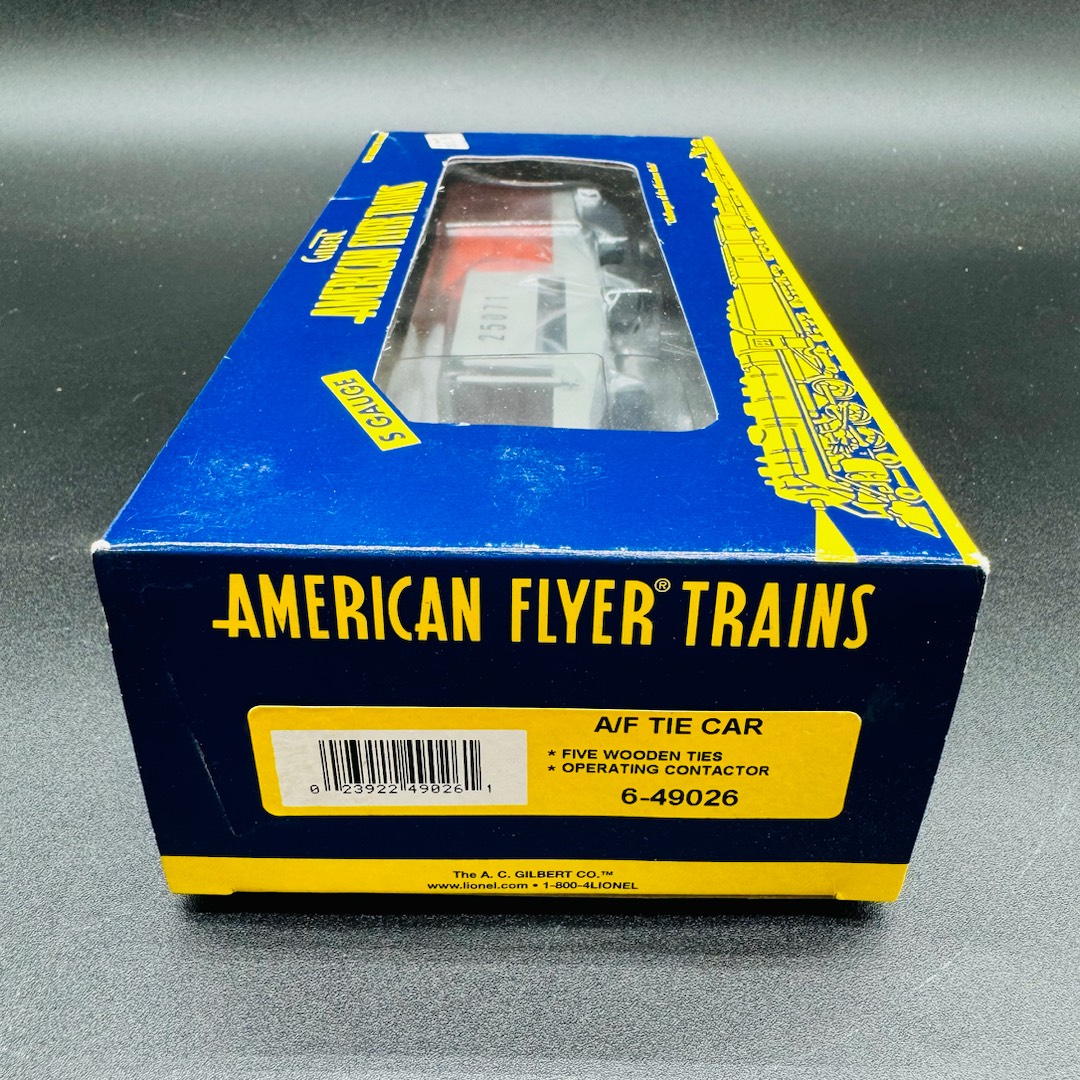 Gilbert
AMERICAN FLYER TRAINS
S GAUGE
25071
AMERICAN FLYER® TRAINS
A/F TIE CAR
* FIVE WOODEN TIES
* OPERATING CONTACTOR
6-49026
0 23922 49026 1
The A. C. GILBERT CO.™
www.lionel.com • 1-800-4LIONEL